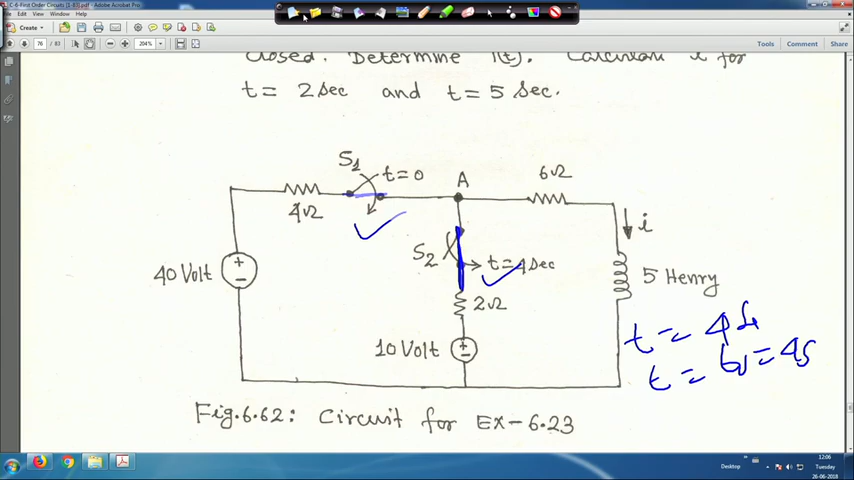 C-6-First Order Circuits [1-83].pdf - Adobe Acrobat Pro
File Edit View Window Help
Create
76 / 83 204%
Tools Comment Share
closed. Determine i(t). Calculate i for
t = 2 Sec and t = 5 Sec.
S1 t=0 A 6Ω
4Ω
i
S2 t=4 Sec
40 Volt 5 Henry
2Ω
10 Volt
t = 4 Sec
Fig.6.62: Circuit for EX-6.23
12:06
Desktop Tuesday
26-06-2018